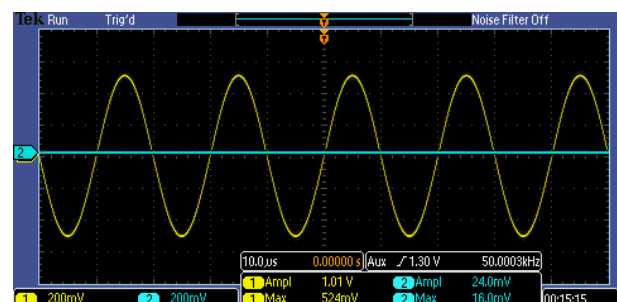 Tek Run Trig'd Noise Filter Off
T
T
2
10.0µs 0.00000 s Aux 1.30 V 50.0003kHz
1 Ampl 1.01 V 2 Ampl 24.0mV
1 200mV 2 200mV 1 Max 524mV 2 Max 16.0mV 00:15:15